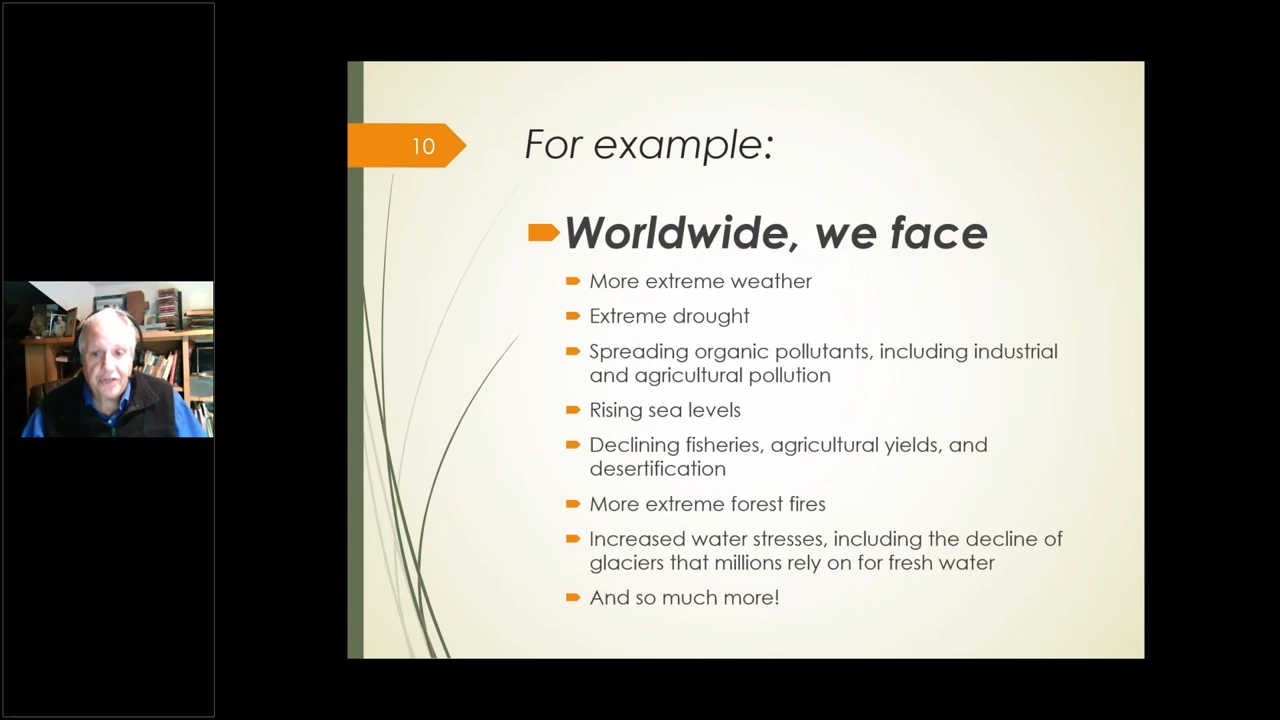 10
For example:
Worldwide, we face
More extreme weather
Extreme drought
Spreading organic pollutants, including industrial
and agricultural pollution
Rising sea levels
Declining fisheries, agricultural yields, and
desertification
More extreme forest fires
Increased water stresses, including the decline of
glaciers that millions rely on for fresh water
And so much more!